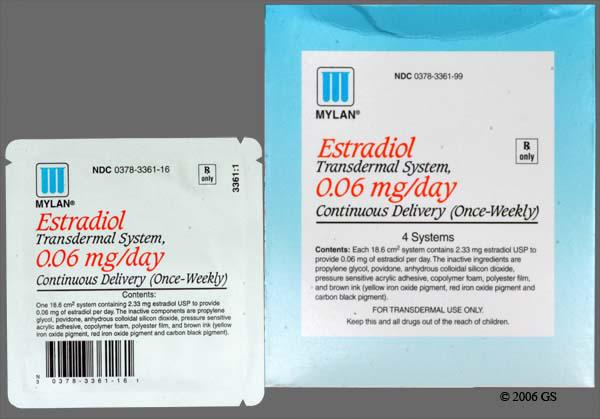 NDC 0378-3361-16
MYLAN®
℞ only
3361:1
Estradiol
Transdermal System,
0.06 mg/day
Continuous Delivery (Once-Weekly)
Contents:
One 18.6 cm² system containing 2.33 mg estradiol USP to provide
0.06 mg of estradiol per day. The inactive components are propylene
glycol, povidone, anhydrous colloidal silicon dioxide, pressure sensitive
acrylic adhesive, copolymer foam, polyester film, and brown ink (yellow
iron oxide pigment, red iron oxide pigment and carbon black pigment).
N
3 0378-3361-16 1
NDC 0378-3361-99
MYLAN®
℞ only
Estradiol
Transdermal System,
0.06 mg/day
Continuous Delivery (Once-Weekly)
4 Systems
Contents: Each 18.6 cm² system contains 2.33 mg estradiol USP to
provide 0.06 mg of estradiol per day. The inactive ingredients are
propylene glycol, povidone, anhydrous colloidal silicon dioxide,
pressure sensitive acrylic adhesive, copolymer foam, polyester film,
and brown ink (yellow iron oxide pigment, red iron oxide pigment and
carbon black pigment).
FOR TRANSDERMAL USE ONLY.
Keep this and all drugs out of the reach of children.
© 2006 GS